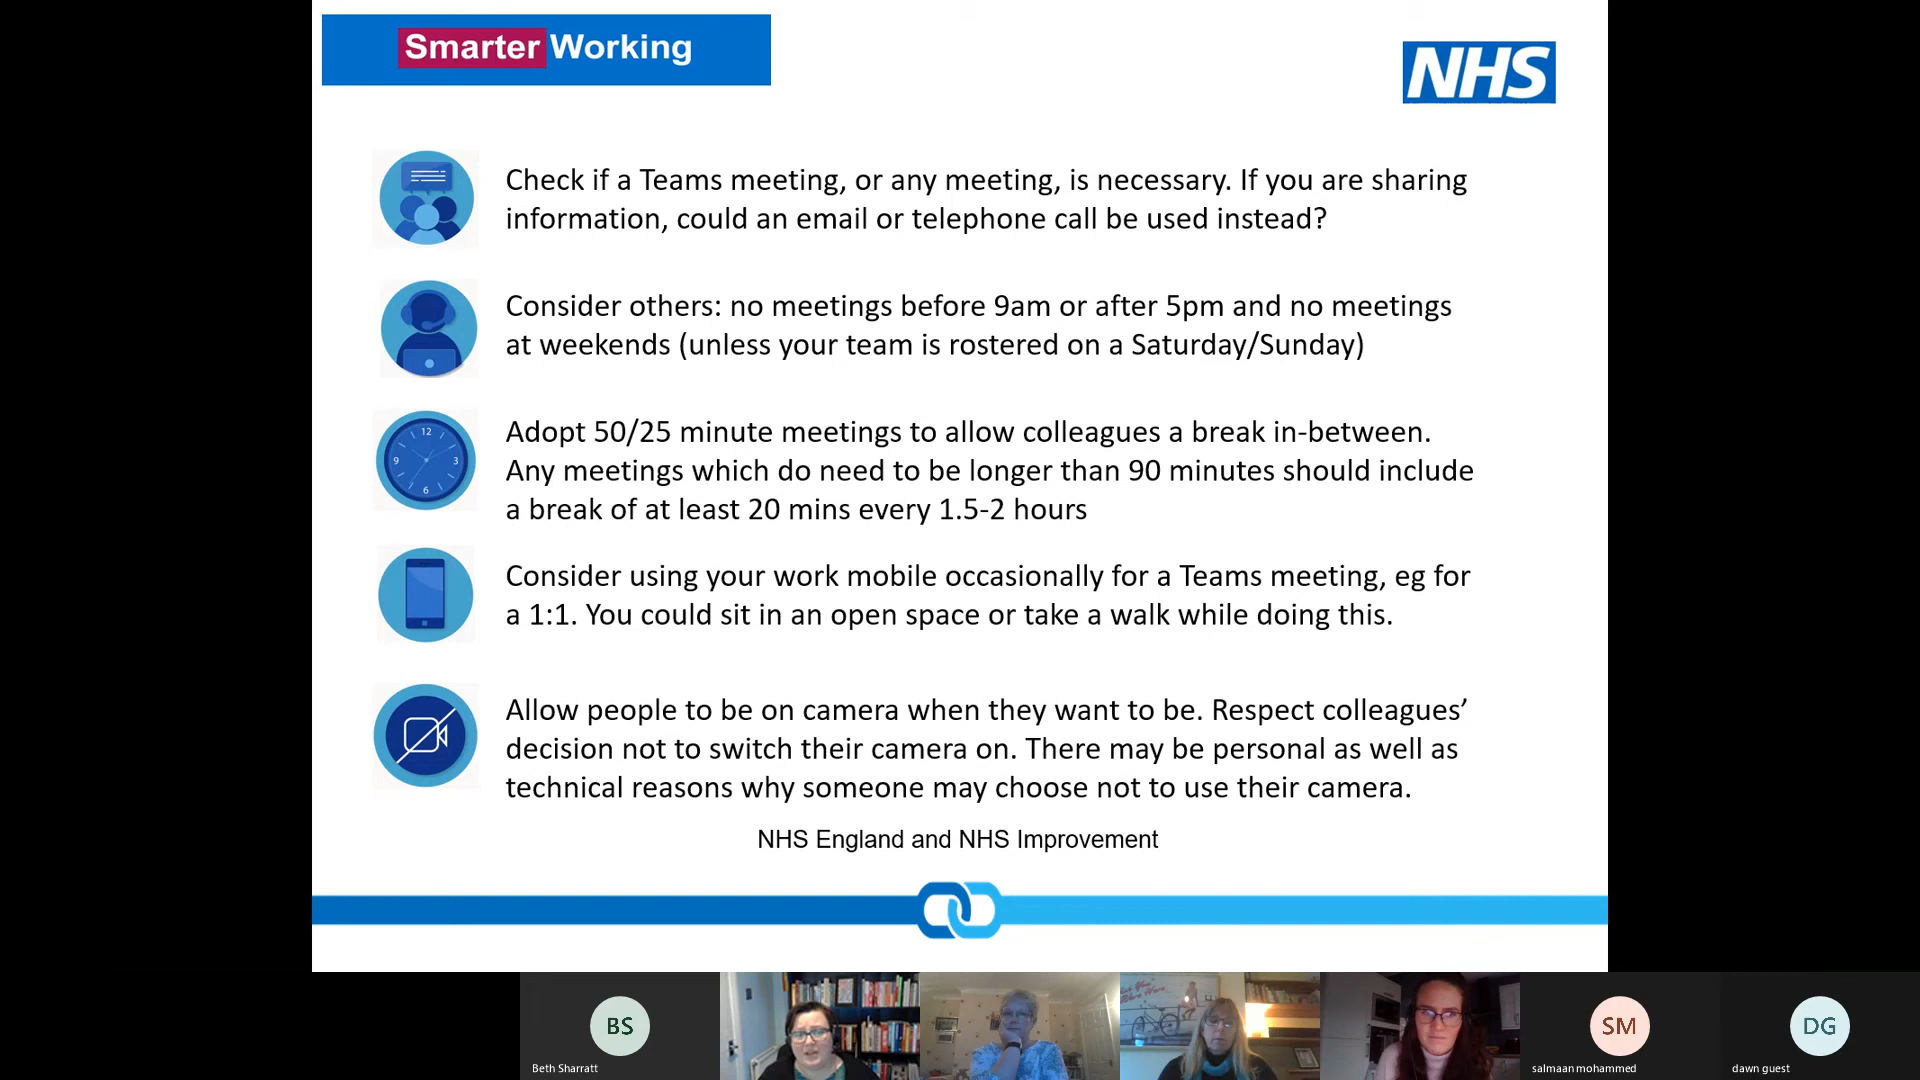 Smarter Working
NHS
Check if a Teams meeting, or any meeting, is necessary. If you are sharing
information, could an email or telephone call be used instead?
Consider others: no meetings before 9am or after 5pm and no meetings
at weekends (unless your team is rostered on a Saturday/Sunday)
12
9 3
6
Adopt 50/25 minute meetings to allow colleagues a break in-between.
Any meetings which do need to be longer than 90 minutes should include
a break of at least 20 mins every 1.5-2 hours
Consider using your work mobile occasionally for a Teams meeting, eg for
a 1:1. You could sit in an open space or take a walk while doing this.
Allow people to be on camera when they want to be. Respect colleagues’
decision not to switch their camera on. There may be personal as well as
technical reasons why someone may choose not to use their camera.
NHS England and NHS Improvement
BS
Beth Sharratt
SM
salmaan mohammed
DG
dawn guest